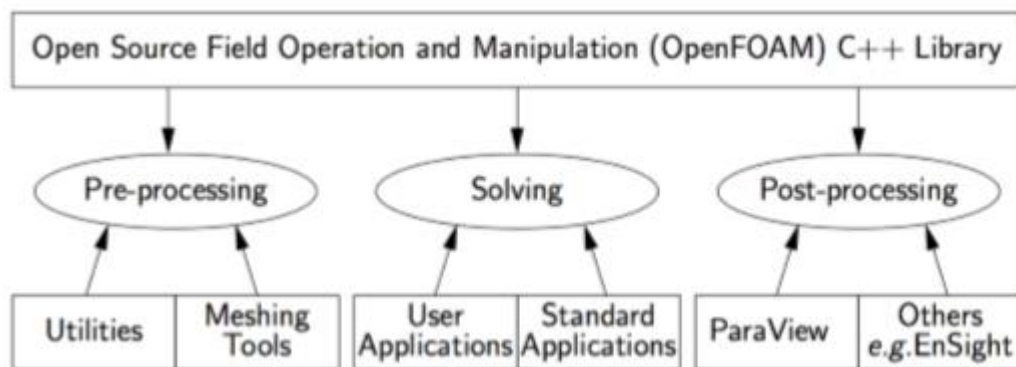 Open Source Field Operation and Manipulation (OpenFOAM) C++ Library
Pre-processing
Solving
Post-processing
Utilities
Meshing
Tools
User
Applications
Standard
Applications
ParaView
Others
e.g.EnSight